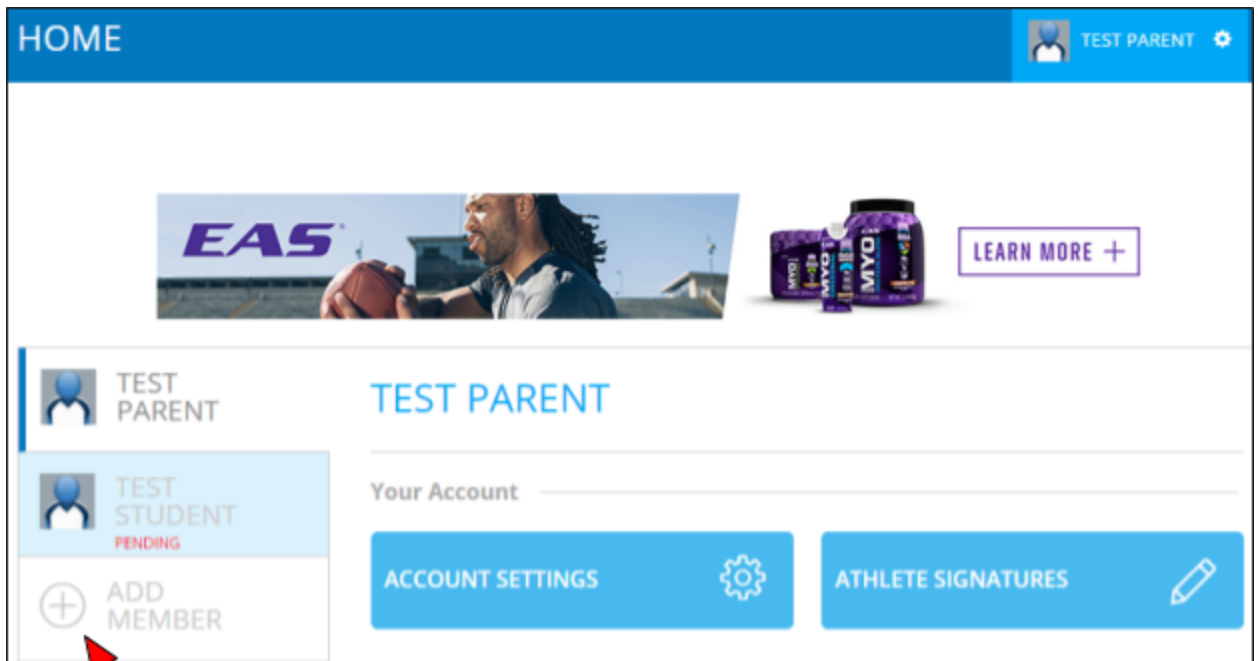 HOME
TEST PARENT
EAS
MYO
MYO
MYO
EAS
LEARN MORE +
TEST
PARENT
TEST PARENT
TEST
STUDENT
PENDING
Your Account
ACCOUNT SETTINGS
ATHLETE SIGNATURES
ADD
MEMBER